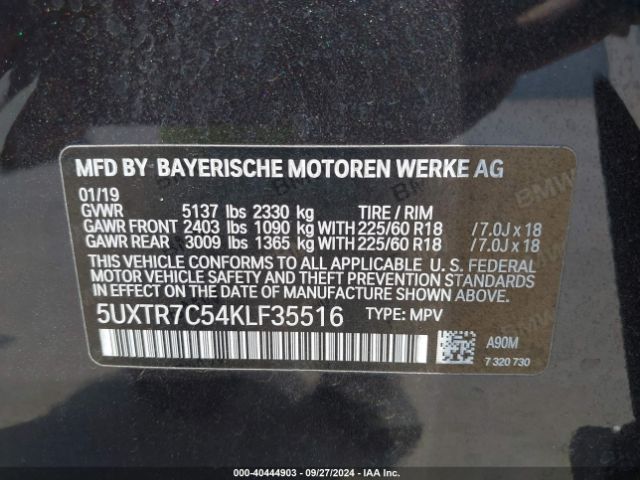 MFD BY BAYERISCHE MOTOREN WERKE AG
01/19
GVWR 5137 lbs 2330 kg TIRE / RIM
GAWR FRONT 2403 lbs 1090 kg WITH 225/60 R18 / 7.0J x 18
GAWR REAR 3009 lbs 1365 kg WITH 225/60 R18 / 7.0J x 18
THIS VEHICLE CONFORMS TO ALL APPLICABLE U. S. FEDERAL
MOTOR VEHICLE SAFETY AND THEFT PREVENTION STANDARDS
IN EFFECT ON THE DATE OF MANUFACTURE SHOWN ABOVE.
5UXTR7C54KLF35516 TYPE: MPV
A90M
7 320 730
BMW
00-40444903 / 09/27/2024 / IAA Inc.